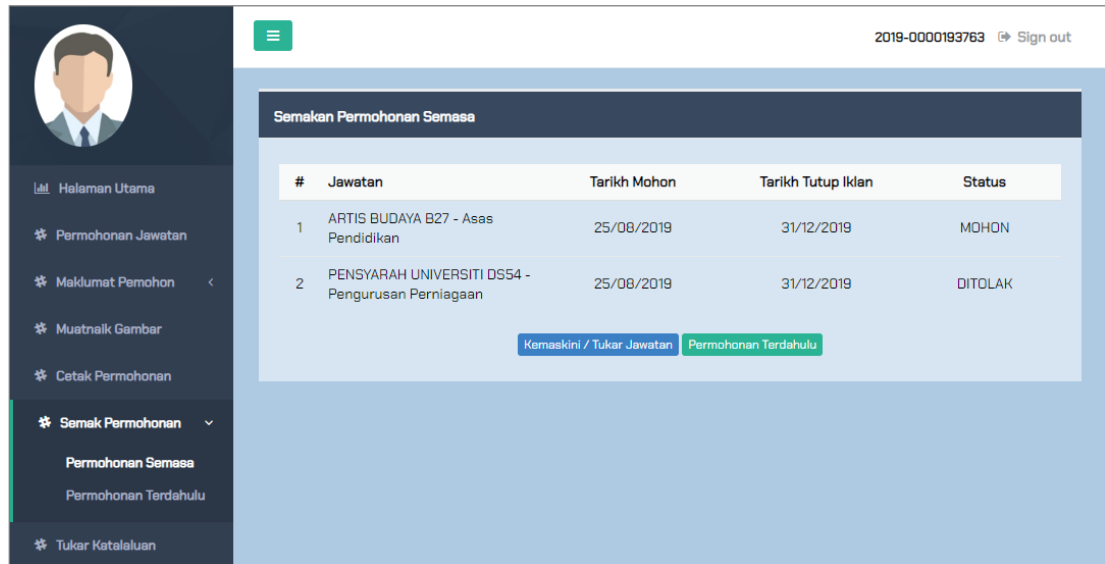 2019-0000193763 Sign out
Semakan Permohonan Semasa
Halaman Utama
Permohonan Jawatan
Maklumat Pemohon
Muatnaik Gambar
Cetak Permohonan
Semak Permohonan
Permohonan Semasa
Permohonan Terdahulu
Tukar Katalaluan
# Jawatan Tarikh Mohon Tarikh Tutup Iklan Status
1 ARTIS BUDAYA B27 - Asas
Pendidikan 25/08/2019 31/12/2019 MOHON
2 PENSYARAH UNIVERSITI DS54 -
Pengurusan Perniagaan 25/08/2019 31/12/2019 DITOLAK
Kemaskini / Tukar Jawatan Permohonan Terdahulu